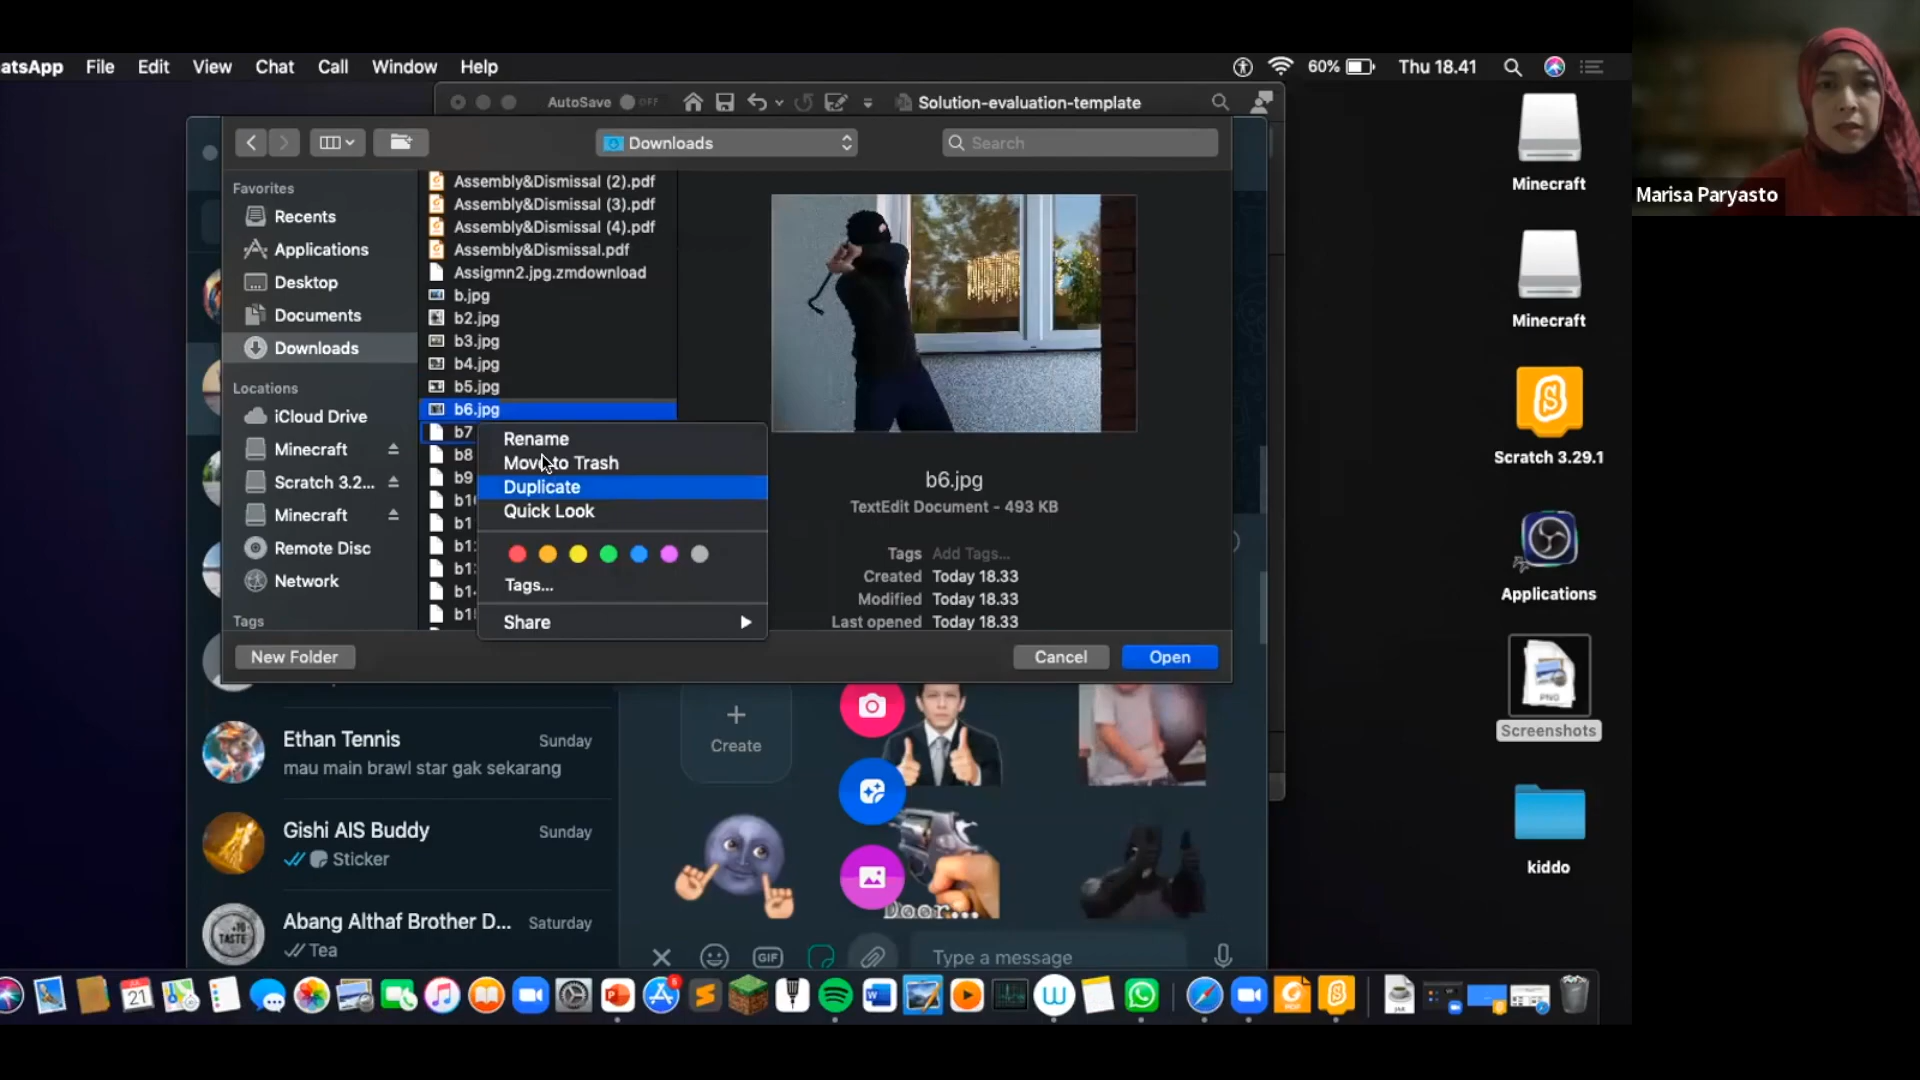 atsApp File Edit View Chat Call Window Help
60% Thu 18.41
AutoSave OFF
Solution-evaluation-template
Downloads
Search
Favorites
Recents
Applications
Desktop
Documents
Downloads
Locations
iCloud Drive
Minecraft
Scratch 3.2...
Minecraft
Remote Disc
Network
Tags
Assembly&Dismissal (2).pdf
Assembly&Dismissal (3).pdf
Assembly&Dismissal (4).pdf
Assembly&Dismissal.pdf
Assigmn2.jpg.zmdownload
b.jpg
b2.jpg
b3.jpg
b4.jpg
b5.jpg
b6.jpg
b7
b8
b9
Rename
Move to Trash
Duplicate
Quick Look
Tags...
Share
b6.jpg
TextEdit Document - 493 KB
Tags Add Tags...
Created Today 18.33
Modified Today 18.33
Last opened Today 18.33
New Folder
Cancel
Open
Create
Ethan Tennis Sunday
mau main brawl star gak sekarang
Gishi AIS Buddy Sunday
Sticker
Abang Althaf Brother D... Saturday
Tea
Door...
GIF
Type a message
Minecraft
Minecraft
Scratch 3.29.1
Applications
PNG
Screenshots
kiddo
Marisa Paryasto
TASTE
21